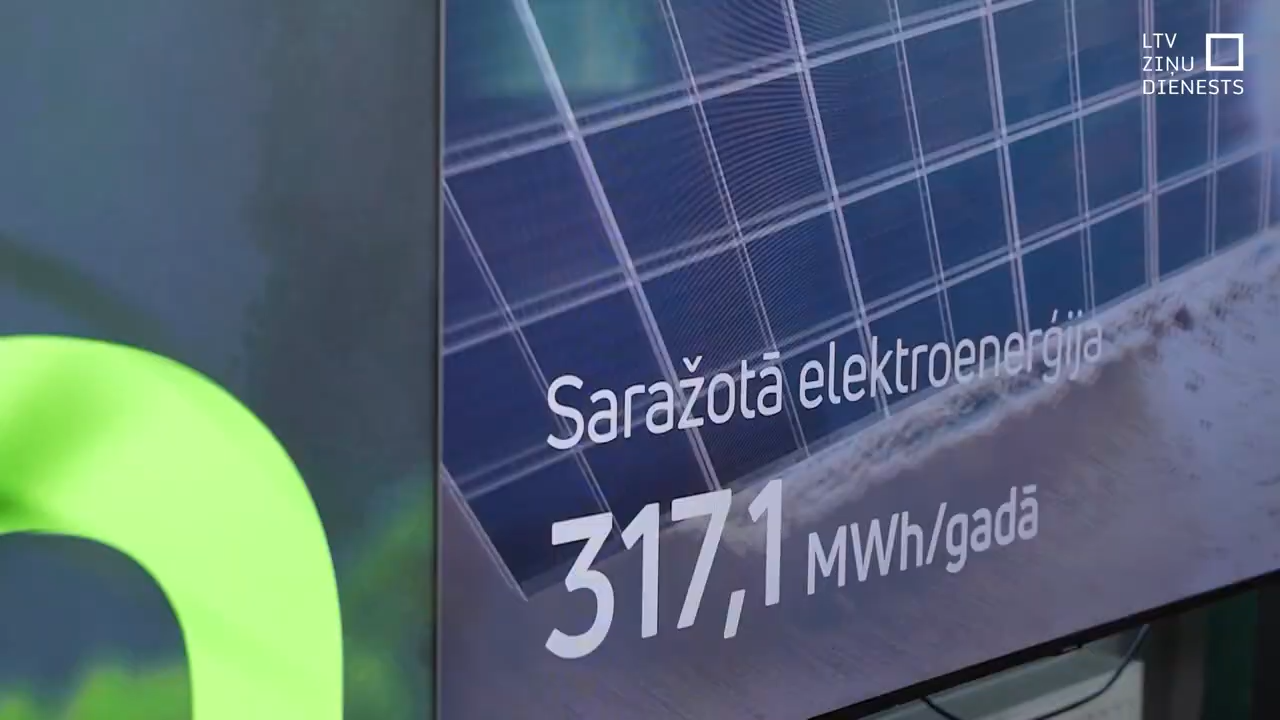 LTV
ZIŅU
DIENESTS
Saražotā elektroenerģija
317,1 MWh/gadā